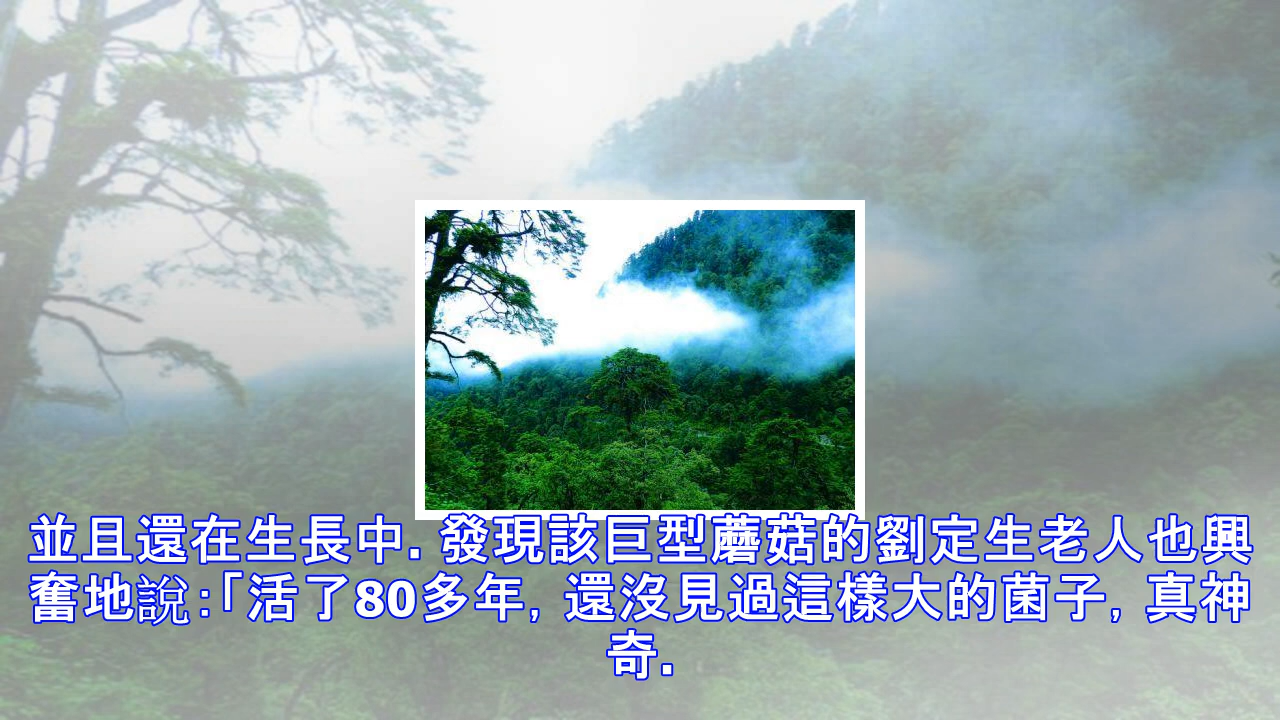 並且還在生長中. 發現該巨型蘑菇的劉定生老人也興
奮地說:「活了80多年, 還沒見過這樣大的菌子, 真神
奇.